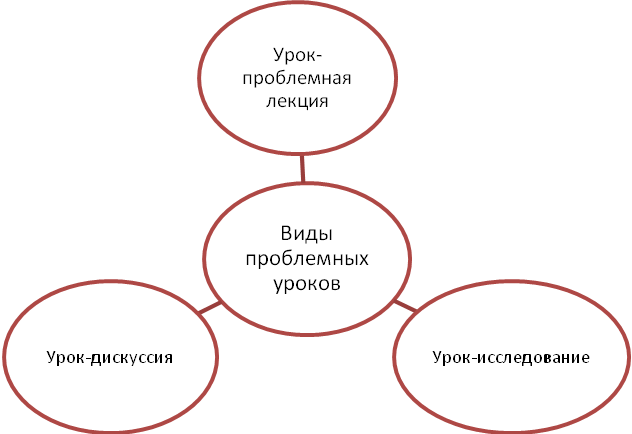 Урок-
проблемная
лекция
Виды
проблемных
уроков
Урок-дискуссия
Урок-исследование